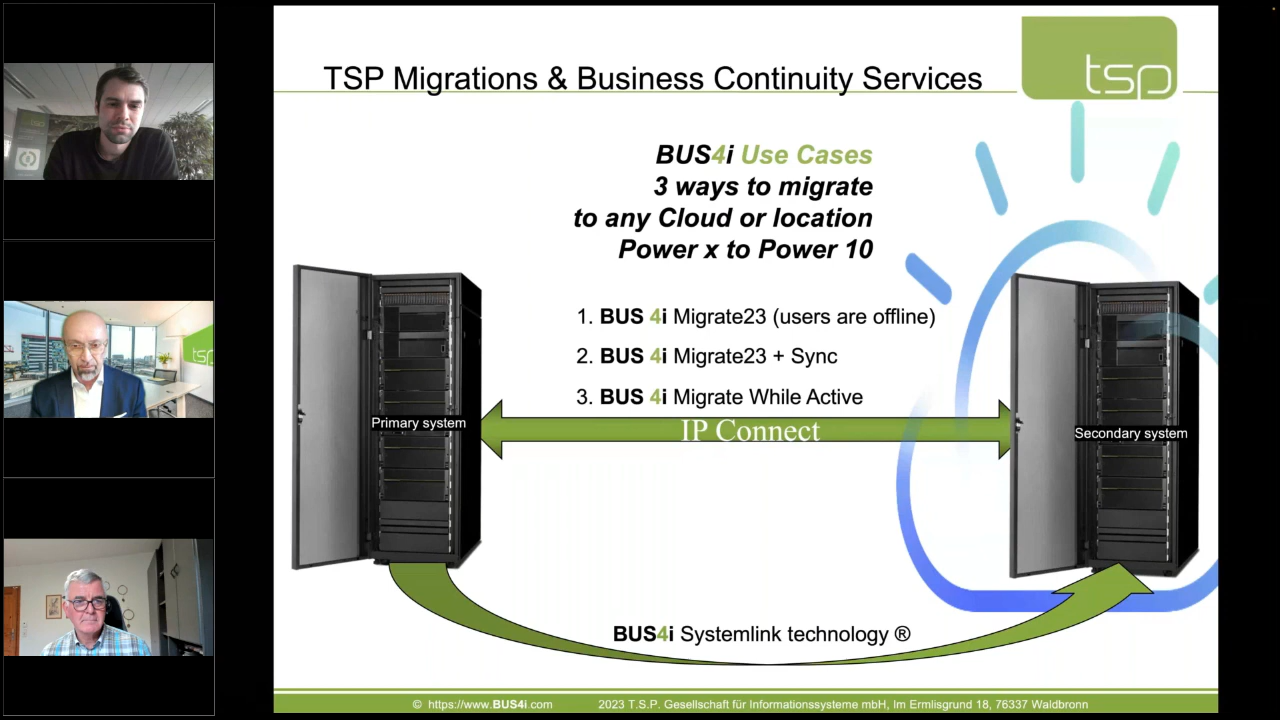 TSP Migrations & Business Continuity Services
tsp
BUS4i Use Cases
3 ways to migrate
to any Cloud or location
Power x to Power 10
1. BUS 4i Migrate23 (users are offline)
2. BUS 4i Migrate23 + Sync
3. BUS 4i Migrate While Active
Primary system
IP Connect
Secondary system
BUS4i Systemlink technology ®
© https://www.BUS4i.com
2023 T.S.P. Gesellschaft für Informationssysteme mbH, Im Ermlisgrund 18, 76337 Waldbronn
tsp
tsp